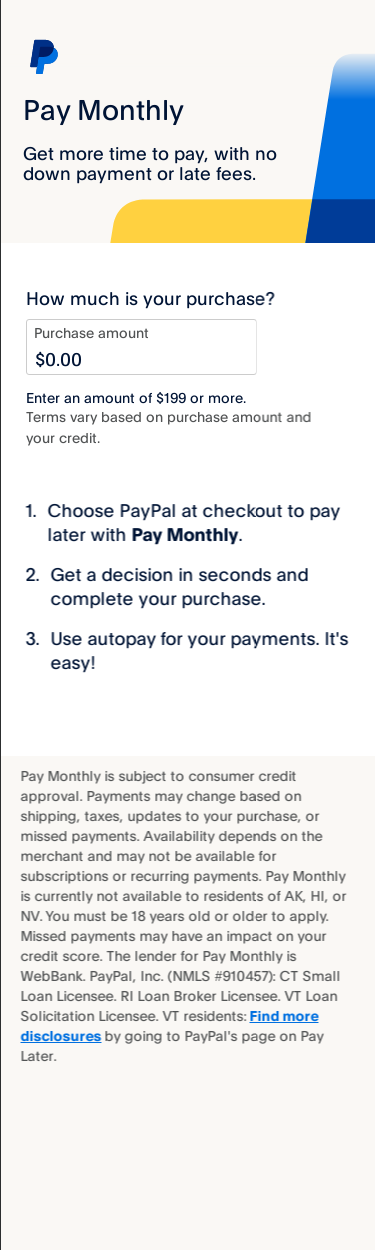 Pay Monthly
Get more time to pay, with no
down payment or late fees.
How much is your purchase?
Purchase amount
$0.00
Enter an amount of $199 or more.
Terms vary based on purchase amount and
your credit.
1. Choose PayPal at checkout to pay
later with Pay Monthly.
2. Get a decision in seconds and
complete your purchase.
3. Use autopay for your payments. It's
easy!
Pay Monthly is subject to consumer credit
approval. Payments may change based on
shipping, taxes, updates to your purchase, or
missed payments. Availability depends on the
merchant and may not be available for
subscriptions or recurring payments. Pay Monthly
is currently not available to residents of AK, HI, or
NV. You must be 18 years old or older to apply.
Missed payments may have an impact on your
credit score. The lender for Pay Monthly is
WebBank. PayPal, Inc. (NMLS #910457): CT Small
Loan Licensee. RI Loan Broker Licensee. VT Loan
Solicitation Licensee. VT residents: Find more
disclosures by going to PayPal's page on Pay
Later.